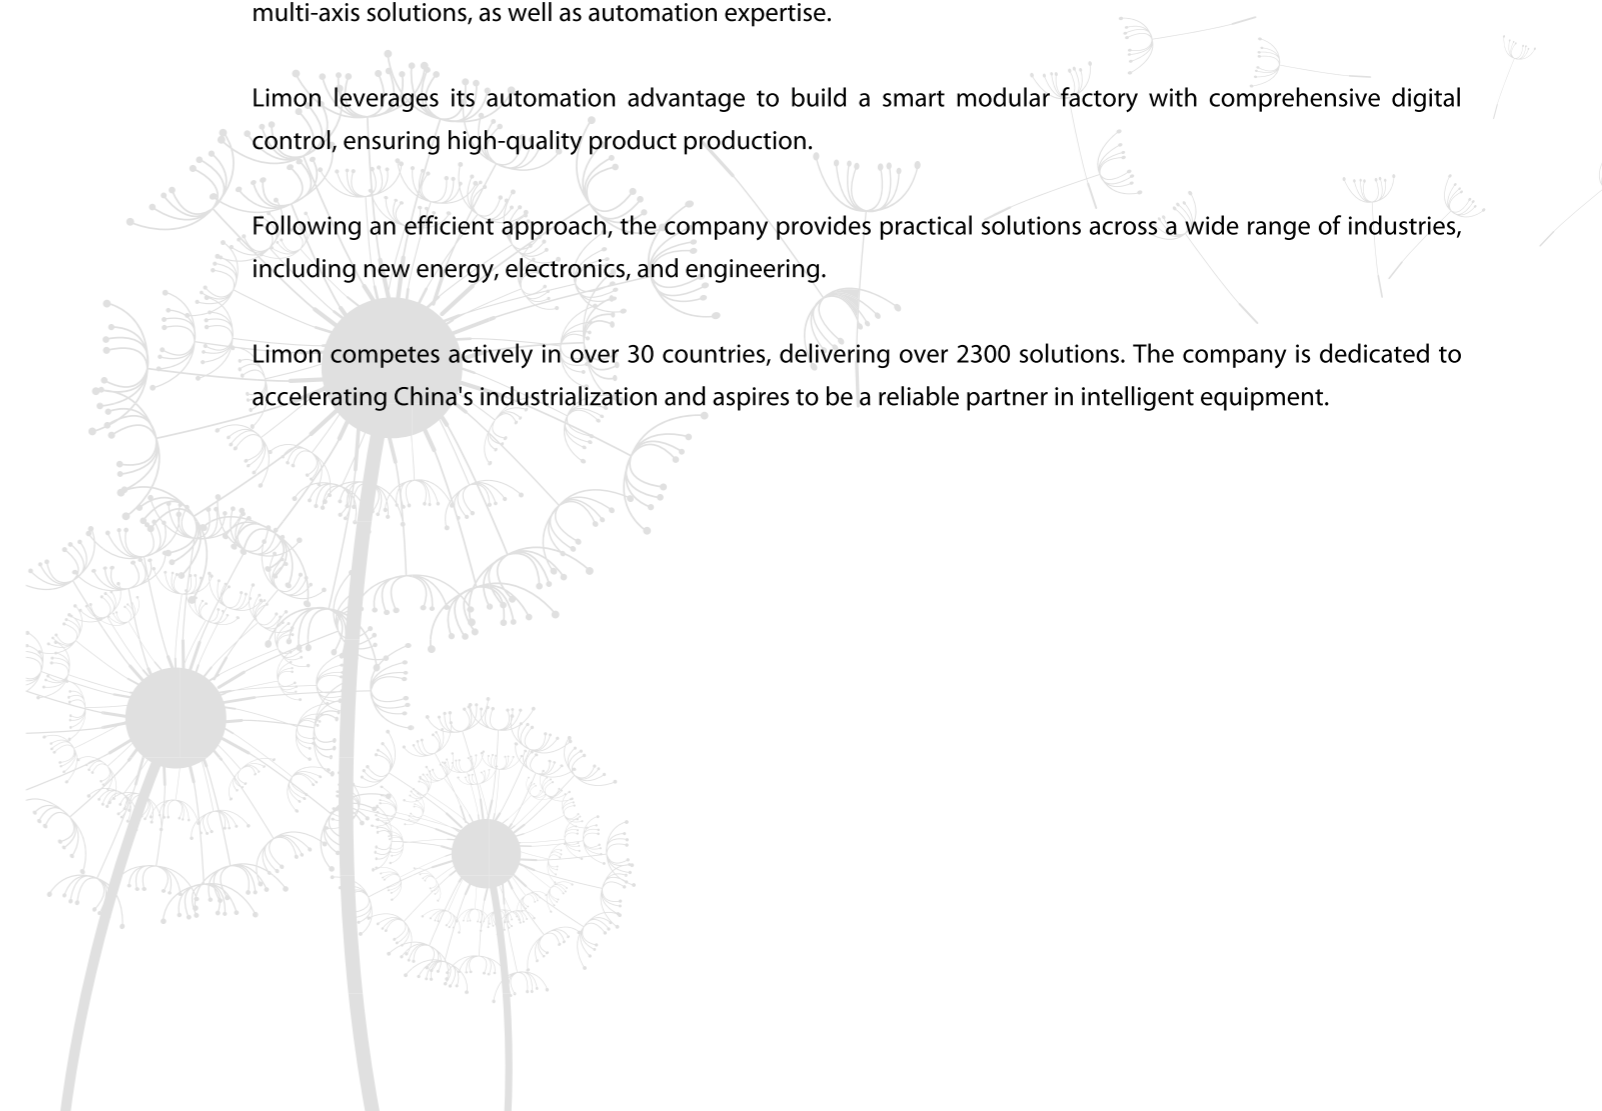 multi-axis solutions, as well as automation expertise.
Limon leverages its automation advantage to build a smart modular factory with comprehensive digital
control, ensuring high-quality product production.
Following an efficient approach, the company provides practical solutions across a wide range of industries,
including new energy, electronics, and engineering.
Limon competes actively in over 30 countries, delivering over 2300 solutions. The company is dedicated to
accelerating China's industrialization and aspires to be a reliable partner in intelligent equipment.